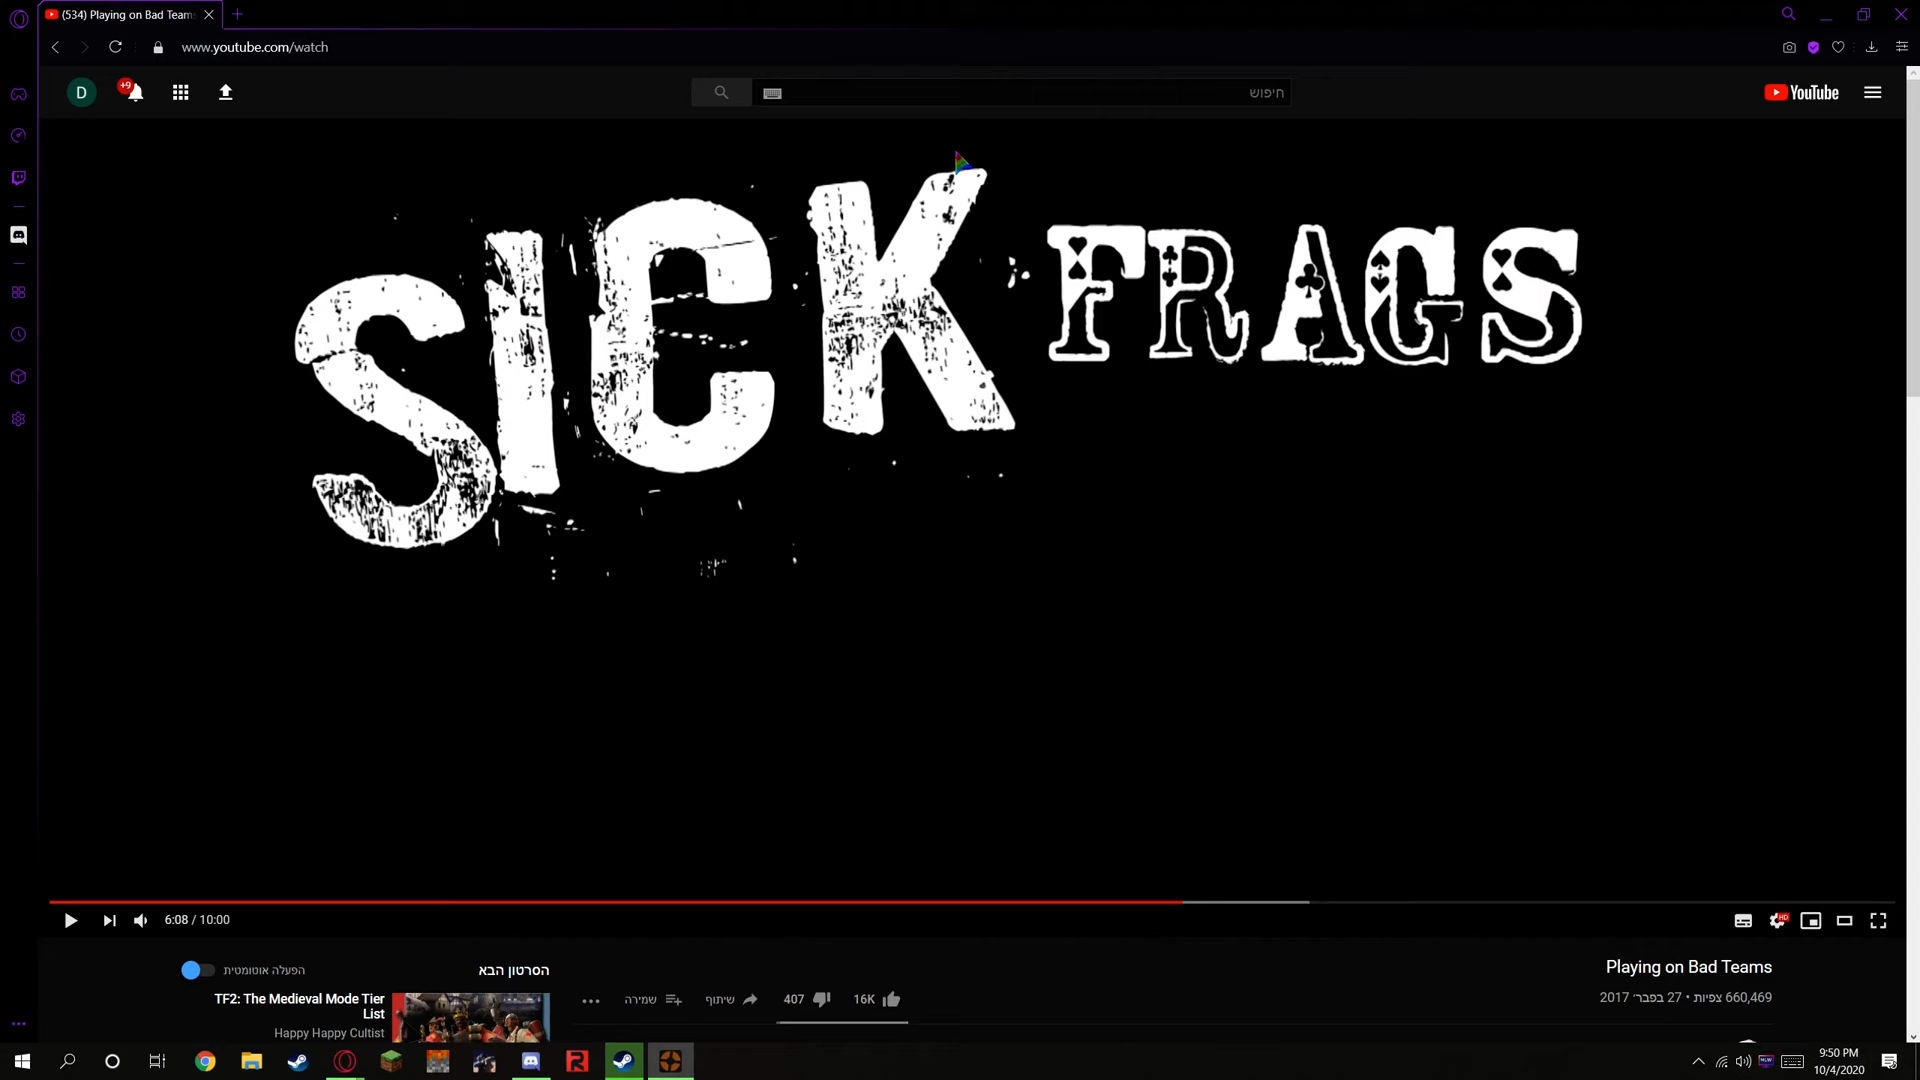 (534) Playing on Bad Team
www.youtube.com/watch
D
+9
חיפוש
YouTube
SICK FRAGS
6:08 / 10:00
HD
הפעלה אוטומטית
הסרטון הבא
TF2: The Medieval Mode Tier
List
Happy Happy Cultist
שמירה
שיתוף
407
16K
Playing on Bad Teams
660,469 צפיות • 27 בפבר׳ 2017
9:50 PM
10/4/2020